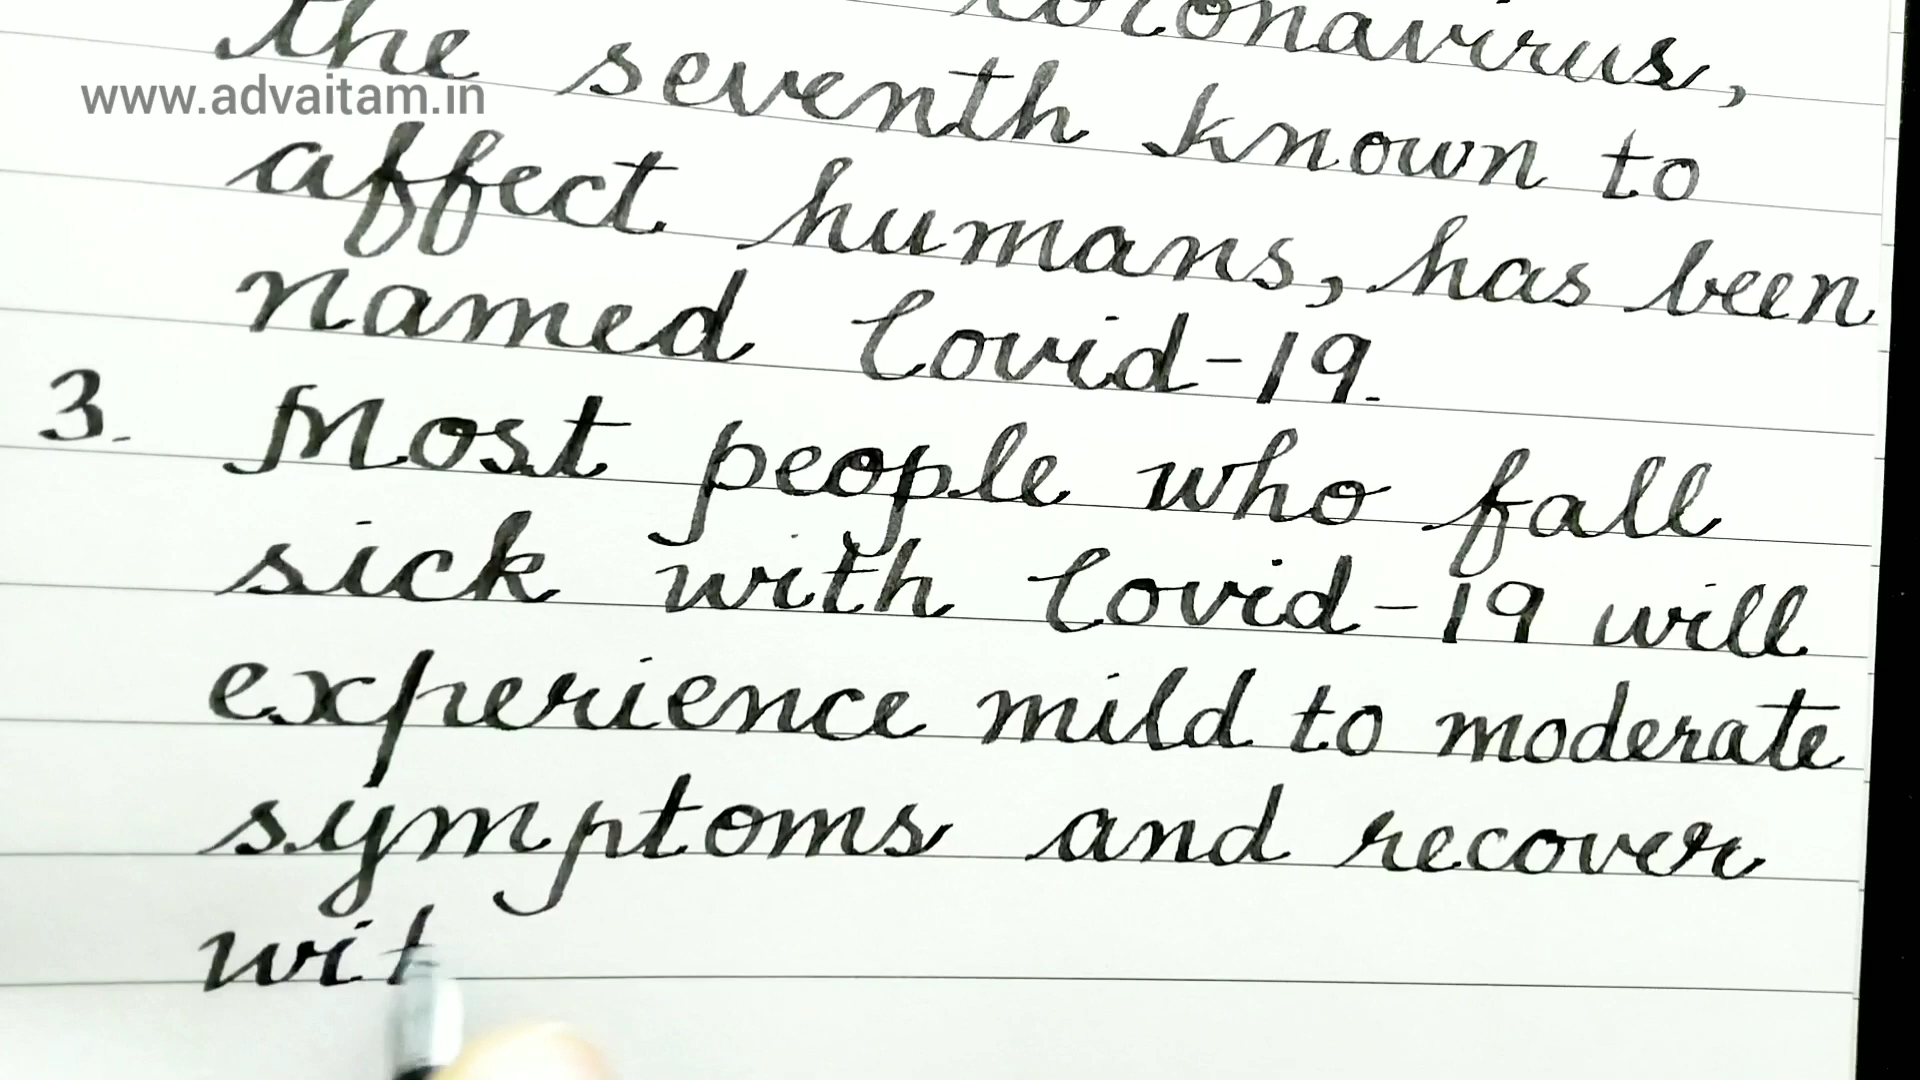 coronavirus,
the seventh known to
www.advaitam.in
affect humans, has been
named Covid-19.
3. Most people who fall
sick with Covid-19 will
experience mild to moderate
symptoms and recover
wit